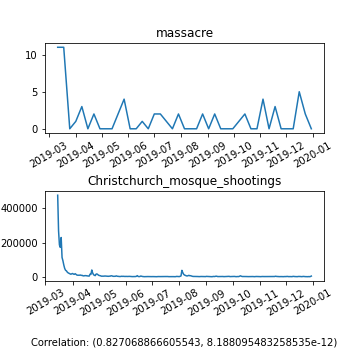 massacre
10
5
0
2019-03 2019-04 2019-05 2019-06 2019-07 2019-08 2019-09 2019-10 2019-11 2019-12 2020-01
Christchurch_mosque_shootings
400000
200000
0
2019-03 2019-04 2019-05 2019-06 2019-07 2019-08 2019-09 2019-10 2019-11 2019-12 2020-01
Correlation: (0.827068866605543, 8.188095483258535e-12)